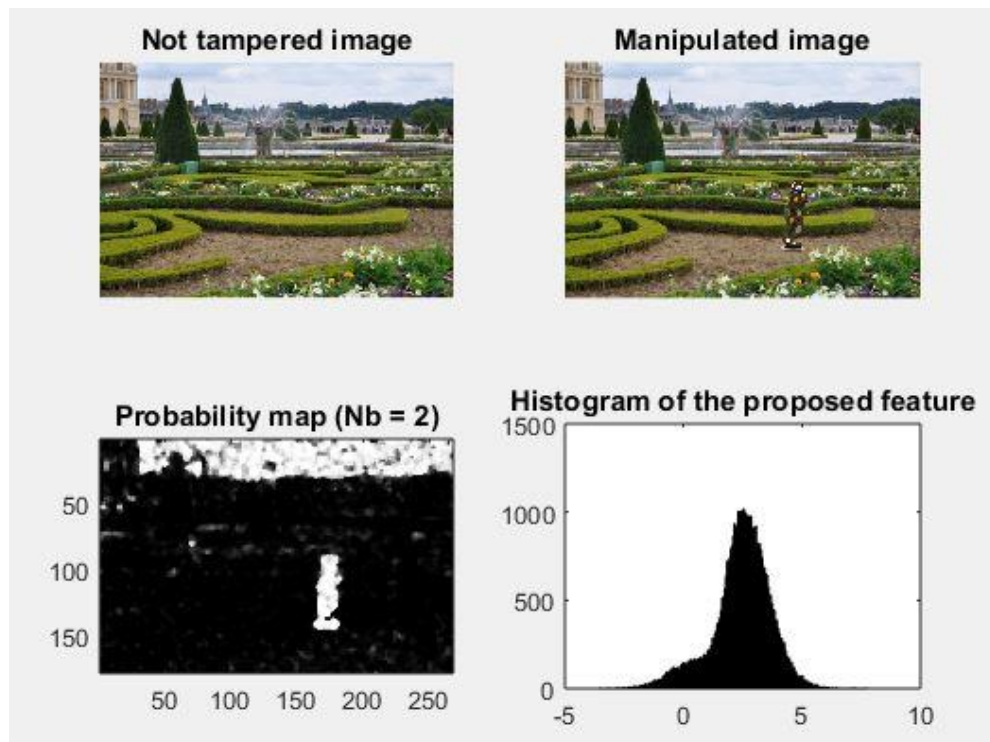 Not tampered image
Manipulated image
Probability map (Nb = 2)
50
100
150
50 100 150 200 250
Histogram of the proposed feature
1500
1000
500
0
-5 0 5 10